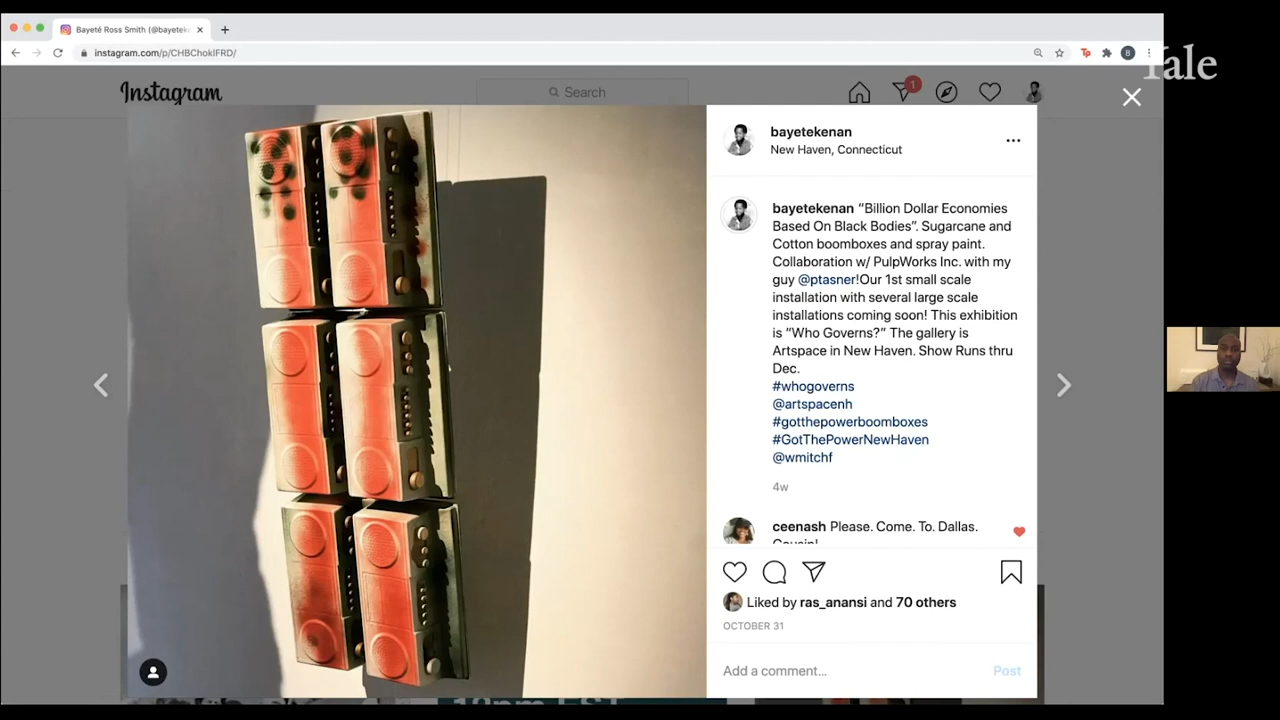 Bayeté Ross Smith (@bayetek
instagram.com/p/CHBChokIFRD/
Yale
Instagram
Search
1
bayetekenan
New Haven, Connecticut
bayetekenan “Billion Dollar Economies
Based On Black Bodies”. Sugarcane and
Cotton boomboxes and spray paint.
Collaboration w/ PulpWorks Inc. with my
guy @ptasner!Our 1st small scale
installation with several large scale
installations coming soon! This exhibition
is “Who Governs?” The gallery is
Artspace in New Haven. Show Runs thru
Dec.
#whogoverns
@artspacenh
#gotthepowerboomboxes
#GotThePowerNewHaven
@wmitchf
4w
ceenash Please. Come. To. Dallas.
Cousin!
Liked by ras_anansi and 70 others
OCTOBER 31
Add a comment...
Post